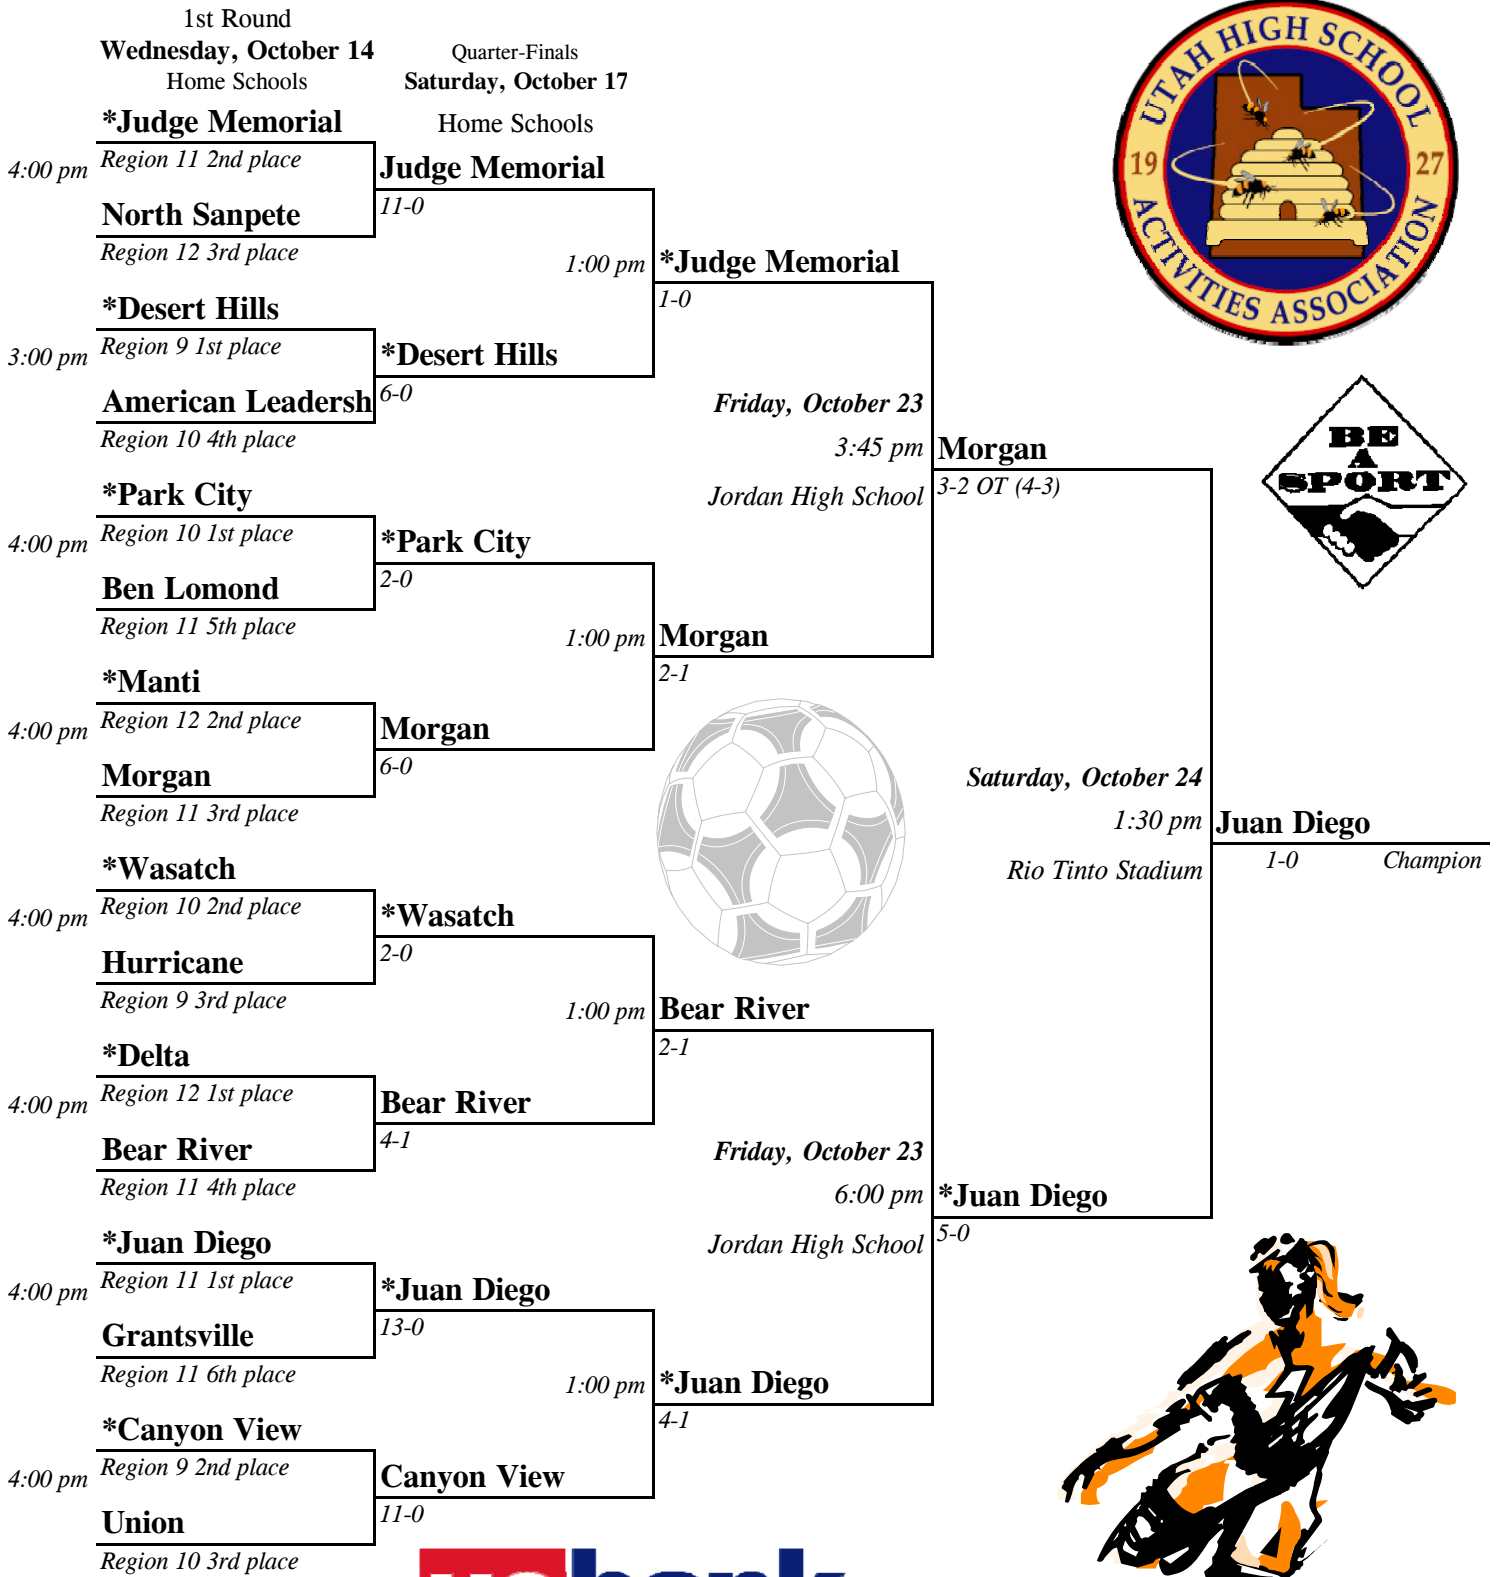 1st Round
Wednesday, October 14
Home Schools
Quarter-Finals
Saturday, October 17
Home Schools
UTAH HIGH SCHOOL
ACTIVITIES ASSOCIATION
19 27
BE
A
SPORT
*Judge Memorial
4:00 pm
Region 11 2nd place
North Sanpete
Region 12 3rd place
*Desert Hills
3:00 pm
Region 9 1st place
American Leadersh
Region 10 4th place
*Park City
4:00 pm
Region 10 1st place
Ben Lomond
Region 11 5th place
*Manti
4:00 pm
Region 12 2nd place
Morgan
Region 11 3rd place
*Wasatch
4:00 pm
Region 10 2nd place
Hurricane
Region 9 3rd place
*Delta
4:00 pm
Region 12 1st place
Bear River
Region 11 4th place
*Juan Diego
4:00 pm
Region 11 1st place
Grantsville
Region 11 6th place
*Canyon View
4:00 pm
Region 9 2nd place
Union
Region 10 3rd place
Judge Memorial
11-0
*Desert Hills
6-0
*Park City
2-0
Morgan
6-0
*Wasatch
2-0
Bear River
4-1
*Juan Diego
13-0
Canyon View
11-0
1:00 pm
*Judge Memorial
1-0
1:00 pm
Morgan
2-1
1:00 pm
Bear River
2-1
1:00 pm
*Juan Diego
4-1
Friday, October 23
3:45 pm
Jordan High School
Morgan
3-2 OT (4-3)
Friday, October 23
6:00 pm
Jordan High School
*Juan Diego
5-0
Saturday, October 24
1:30 pm
Rio Tinto Stadium
Juan Diego
1-0 Champion